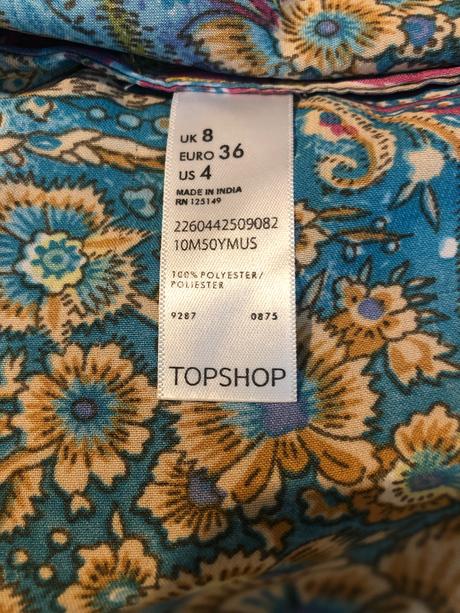 UK 8
EURO 36
US 4
MADE IN INDIA
RN 125149
2260442509082
10M50YMUS
100% POLYESTER/
POLIESTER
9287 0875
TOPSHOP